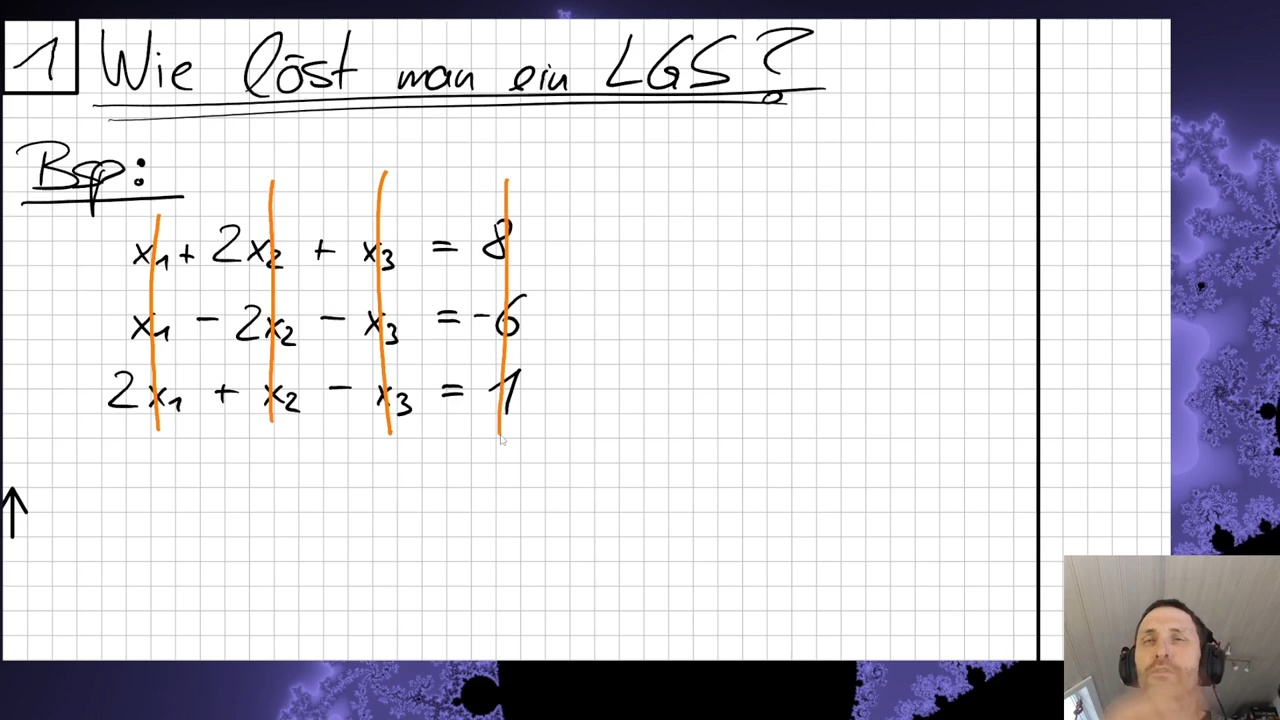 1 Wie löst man ein LGS?
Bsp:
x₁ + 2x₂ + x₃ = 8
x₁ - 2x₂ - x₃ = -6
2x₁ + x₂ - x₃ = 1